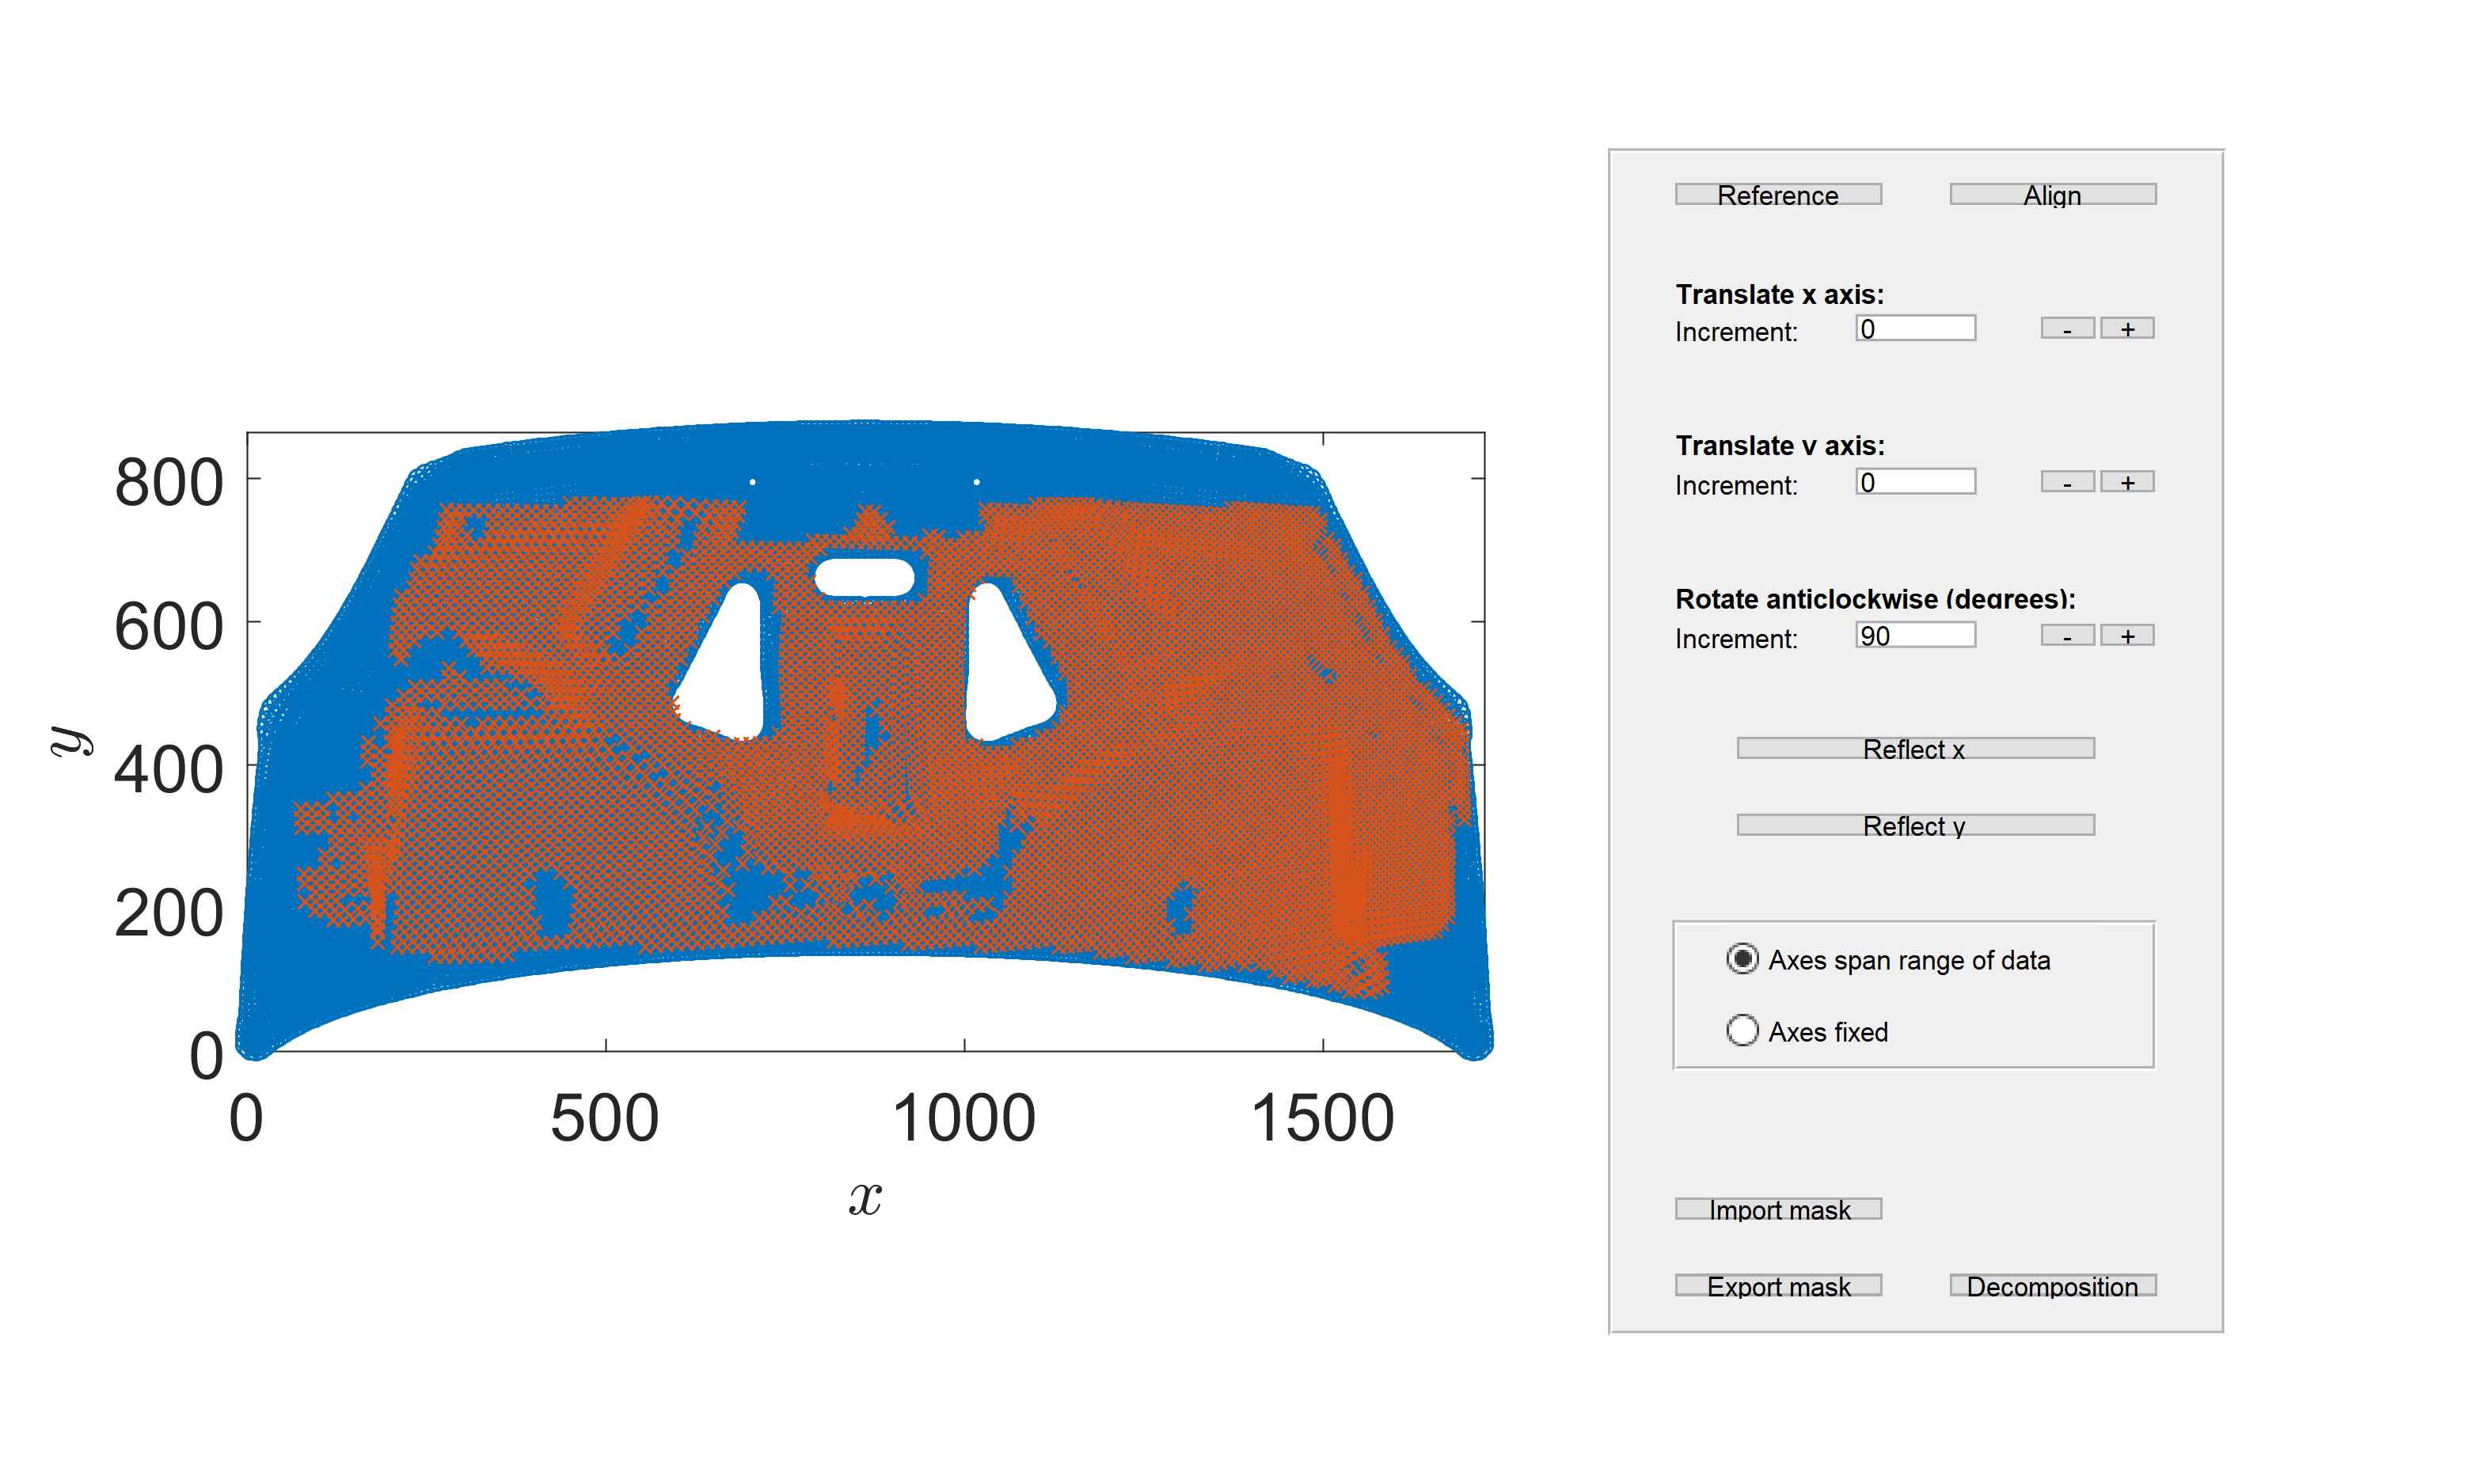 Reference Align
Translate x axis:
Increment: 0 - +
Translate y axis:
Increment: 0 - +
Rotate anticlockwise (degrees):
Increment: 90 - +
Reflect x
Reflect y
Axes span range of data
Axes fixed
Import mask
Export mask Decomposition
800
600
400
200
0
y
0 500 1000 1500
x